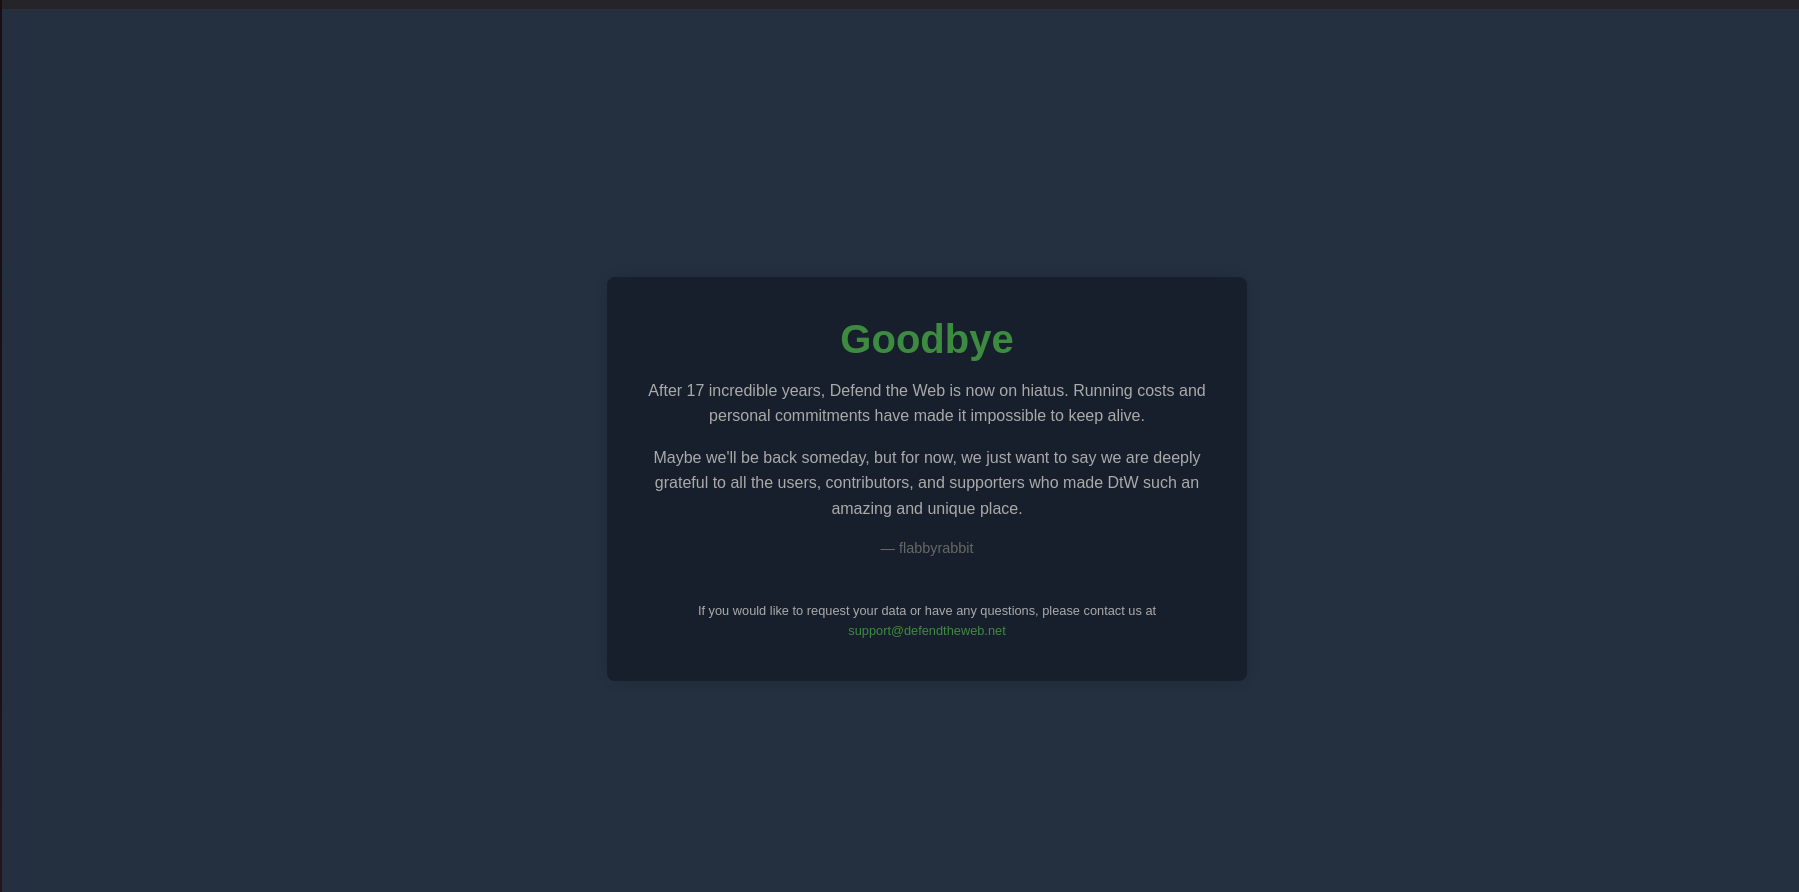 Goodbye
After 17 incredible years, Defend the Web is now on hiatus. Running costs and
personal commitments have made it impossible to keep alive.
Maybe we'll be back someday, but for now, we just want to say we are deeply
grateful to all the users, contributors, and supporters who made DtW such an
amazing and unique place.
— flabbyrabbit
If you would like to request your data or have any questions, please contact us at
support@defendtheweb.net